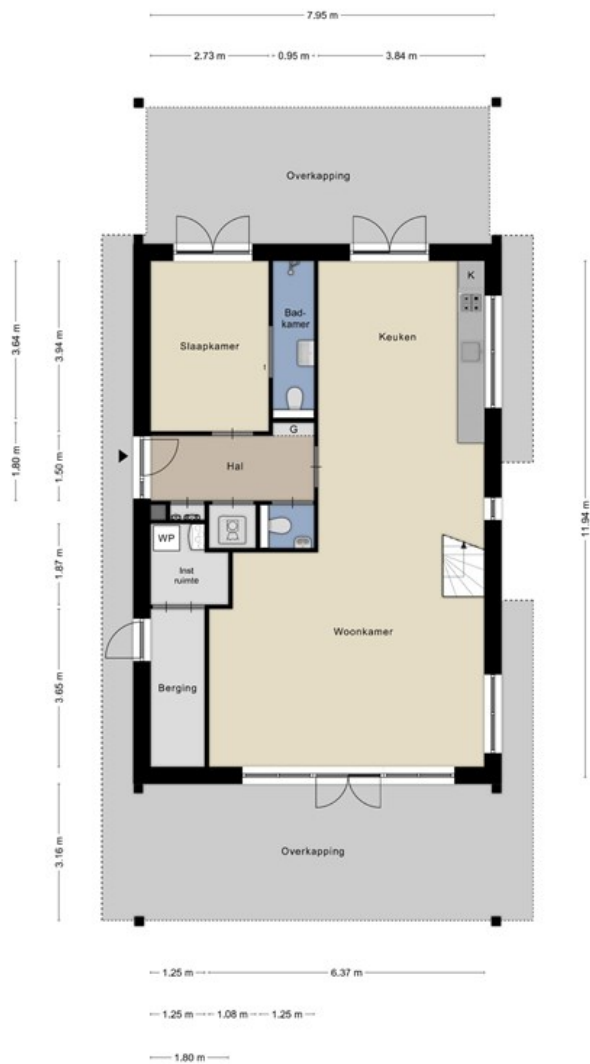 7.95 m
2.73 m 0.95 m 3.84 m
Overkapping
K
Bad-
kamer
Keuken
Slaapkamer
1
3.64 m
3.94 m
G
Hal
1.80 m
1.50 m
WP
Inst
ruimte
1.87 m
11.94 m
Woonkamer
Berging
3.65 m
Overkapping
3.16 m
1.25 m 6.37 m
1.25 m 1.08 m 1.25 m
1.80 m